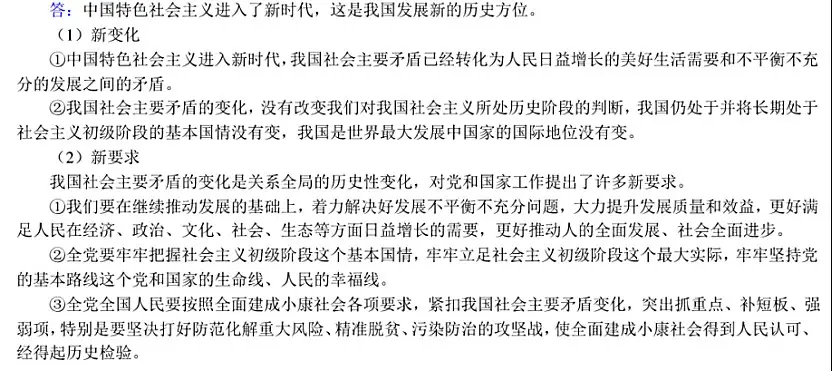 答：中国特色社会主义进入了新时代，这是我国发展新的历史方位。
（1）新变化
①中国特色社会主义进入新时代，我国社会主要矛盾已经转化为人民日益增长的美好生活需要和不平衡不充
分的发展之间的矛盾。
②我国社会主要矛盾的变化，没有改变我们对我国社会主义所处历史阶段的判断，我国仍处于并将长期处于
社会主义初级阶段的基本国情没有变，我国是世界最大发展中国家的国际地位没有变。
（2）新要求
我国社会主要矛盾的变化是关系全局的历史性变化，对党和国家工作提出了许多新要求。
①我们要在继续推动发展的基础上，着力解决好发展不平衡不充分问题，大力提升发展质量和效益，更好满
足人民在经济、政治、文化、社会、生态等方面日益增长的需要，更好推动人的全面发展、社会全面进步。
②全党要牢牢把握社会主义初级阶段这个基本国情，牢牢立足社会主义初级阶段这个最大实际，牢牢坚持党
的基本路线这个党和国家的生命线、人民的幸福线。
③全党全国人民要按照全面建成小康社会各项要求，紧扣我国社会主要矛盾变化，突出抓重点、补短板、强
弱项，特别是要坚决打好防范化解重大风险、精准脱贫、污染防治的攻坚战，使全面建成小康社会得到人民认可、
经得起历史检验。